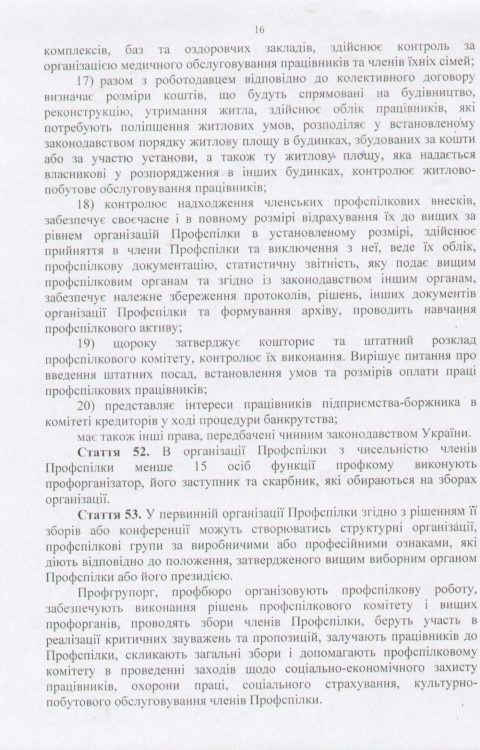 16
комплексів, баз та оздоровчих закладів, здійснює контроль за
організацією медичного обслуговування працівників та членів їхніх сімей;
17) разом з роботодавцем відповідно до колективного договору
визначає розміри коштів, що будуть спрямовані на будівництво,
реконструкцію, утримання житла, здійснює облік працівників, які
потребують поліпшення житлових умов, розподіляє у встановленому
законодавством порядку житлову площу в будинках, збудованих за кошти
або за участю установи, а також ту житлову площу, яка надається
власникові у розпорядження в інших будинках, контролює житлово-
побутове обслуговування працівників;
18) контролює надходження членських профспілкових внесків,
забезпечує своєчасне і в повному розмірі відрахування їх до вищих за
рівнем організацій Профспілки в установленому розмірі, здійснює
прийняття в члени Профспілки та виключення з неї, веде їх облік,
профспілкову документацію, статистичну звітність, яку подає вищим
профспілковим органам та згідно із законодавством іншим органам,
забезпечує належне збереження протоколів, рішень, інших документів
організації Профспілки та формування архіву, проводить навчання
профспілкового активу;
19) щороку затверджує кошторис та штатний розклад
профспілкового комітету, контролює їх виконання. Вирішує питання про
введення штатних посад, встановлення умов та розмірів оплати праці
профспілкових працівників;
20) представляє інтереси працівників підприємства-боржника в
комітеті кредиторів у ході процедури банкрутства;
має також інші права, передбачені чинним законодавством України.
Стаття 52. В організації Профспілки з чисельністю членів
Профспілки менше 15 осіб функції профкому виконують
профорганізатор, його заступник та скарбник, які обираються на зборах
організації.
Стаття 53. У первинній організації Профспілки згідно з рішенням її
зборів або конференції можуть створюватись структурні організації,
профспілкові групи за виробничими або професійними ознаками, які
діють відповідно до положення, затвердженого вищим виборним органом
Профспілки або його президією.
Профгрупорг, профбюро організовують профспілкову роботу,
забезпечують виконання рішень профспілкового комітету і вищих
профорганів, проводять збори членів Профспілки, беруть участь в
реалізації критичних зауважень та пропозицій, залучають працівників до
Профспілки, скликають загальні збори і допомагають профспілковому
комітету в проведенні заходів щодо соціально-економічного захисту
працівників, охорони праці, соціального страхування, культурно-
побутового обслуговування членів Профспілки.